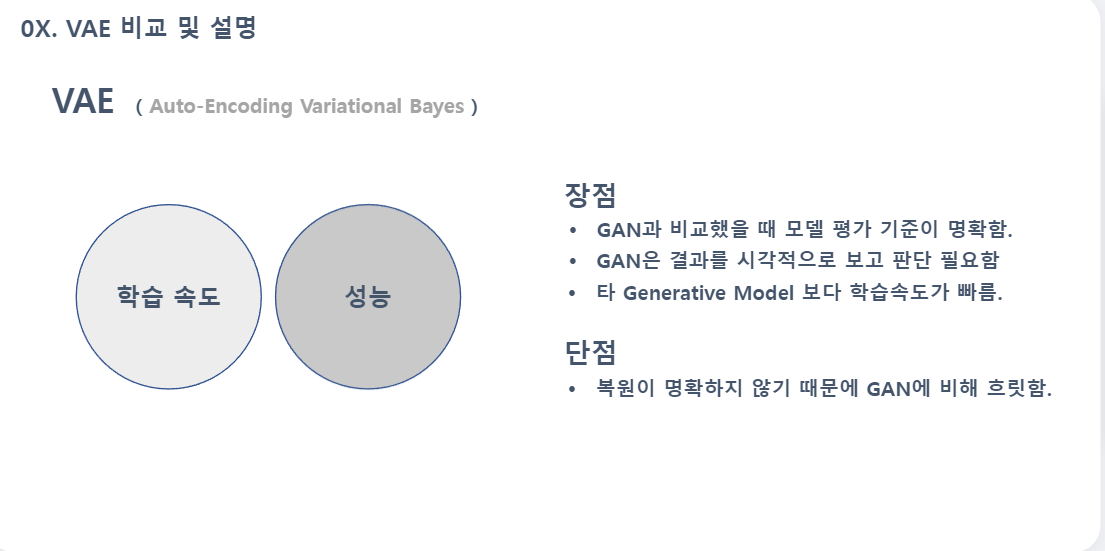 0X. VAE 비교 및 설명
VAE ( Auto-Encoding Variational Bayes )
학습 속도
성능
장점
• GAN과 비교했을 때 모델 평가 기준이 명확함.
• GAN은 결과를 시각적으로 보고 판단 필요함
• 타 Generative Model 보다 학습속도가 빠름.
단점
• 복원이 명확하지 않기 때문에 GAN에 비해 흐릿함.